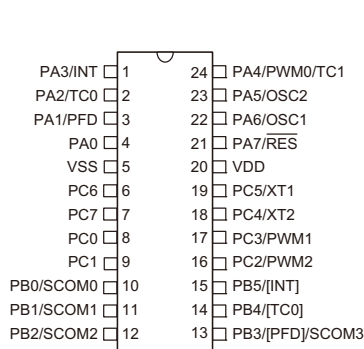 PA3/INT 1 24 PA4/PWM0/TC1
PA2/TC0 2 23 PA5/OSC2
PA1/PFD 3 22 PA6/OSC1
PA0 4 21 PA7/RES
VSS 5 20 VDD
PC6 6 19 PC5/XT1
PC7 7 18 PC4/XT2
PC0 8 17 PC3/PWM1
PC1 9 16 PC2/PWM2
PB0/SCOM0 10 15 PB5/[INT]
PB1/SCOM1 11 14 PB4/[TC0]
PB2/SCOM2 12 13 PB3/[PFD]/SCOM3